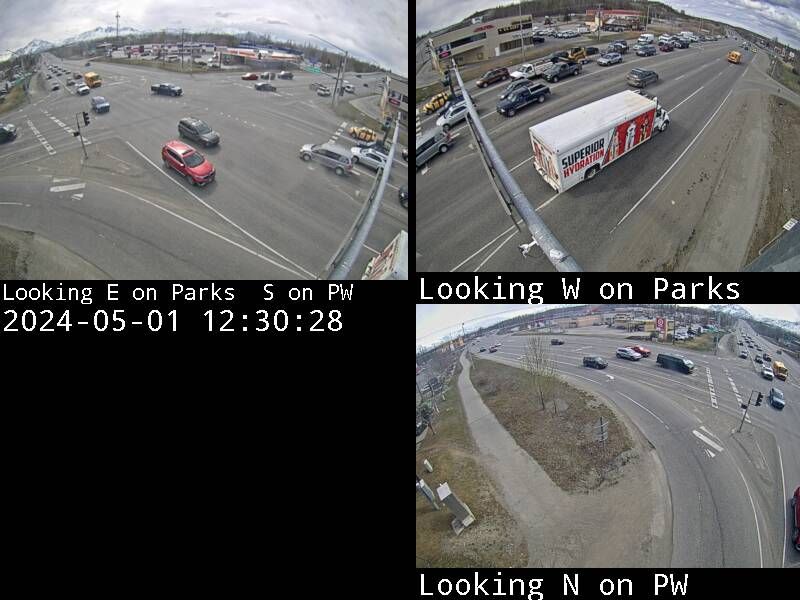 Looking E on Parks  S on PW
2024-05-01 12:30:28
Looking W on Parks
SUPERIOR
HYDRATION
Looking N on PW